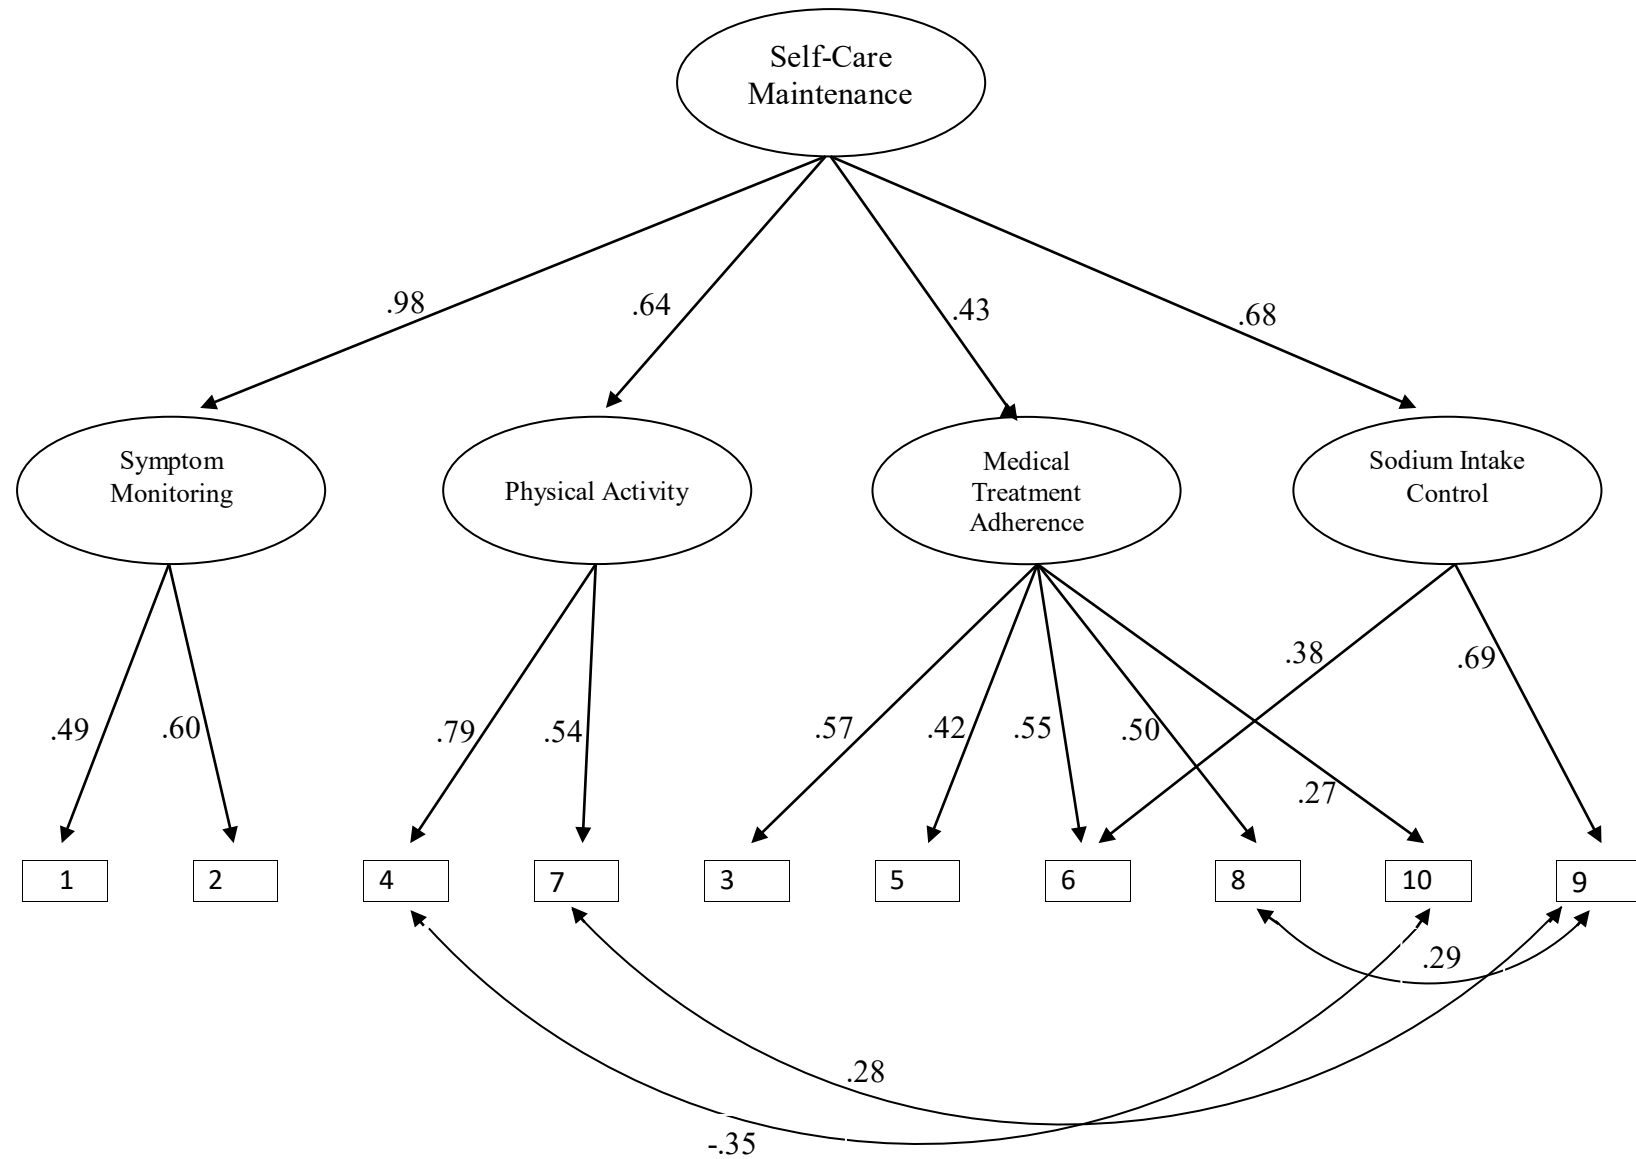 Self-Care
Maintenance
.98
.64
.43
.68
Symptom
Monitoring
Physical Activity
Medical
Treatment
Adherence
Sodium Intake
Control
.49
.60
.79
.54
.57
.42
.55
.50
.27
.38
.69
1
2
4
7
3
5
6
8
10
9
.29
.28
-.35